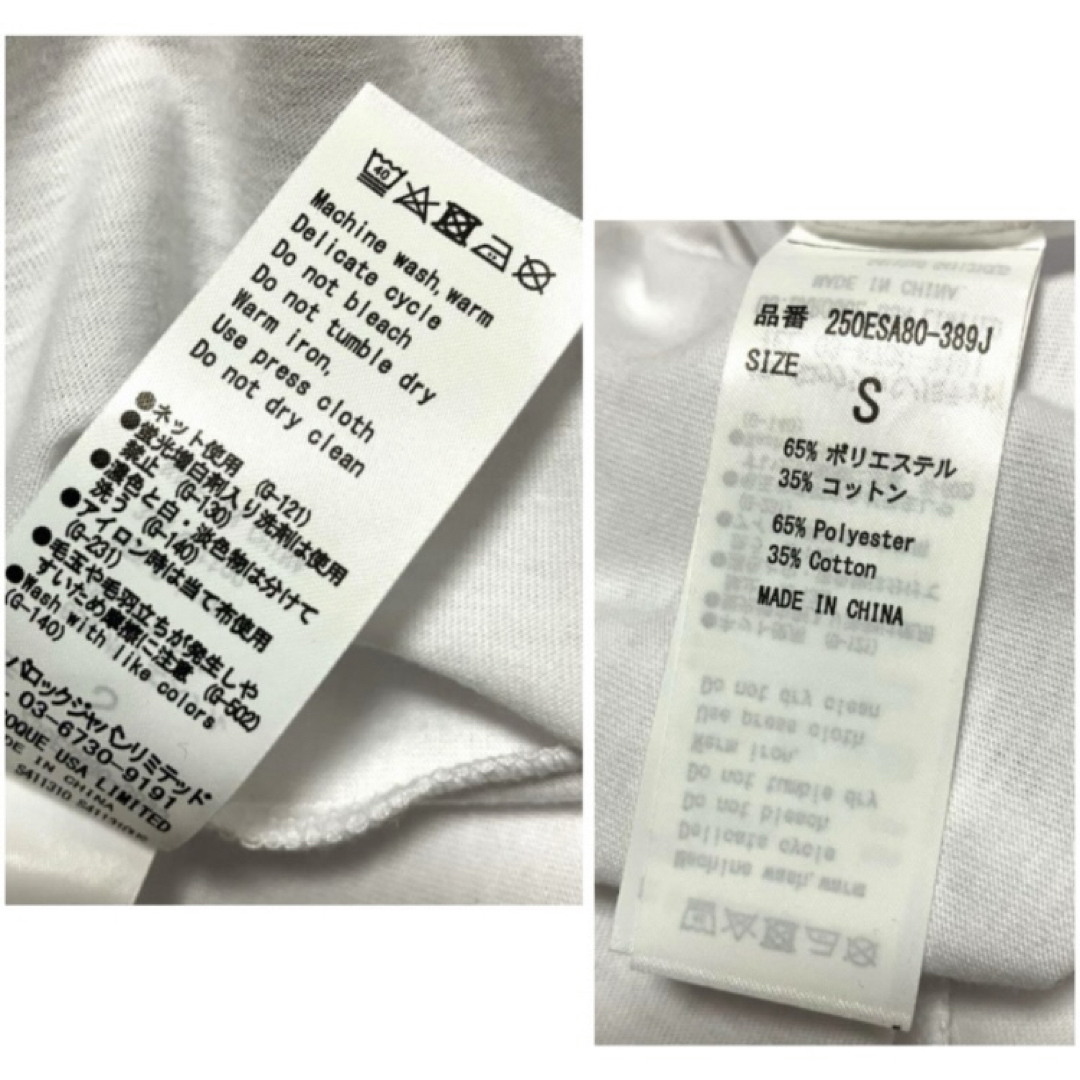 40
Machine wash, warm
Delicate cycle
Do not bleach
Do not tumble dry
Warm iron,
Use press cloth
Do not dry clean
●ネット使用 (G-121)
●蛍光増白剤入り洗剤は使用
禁止 (G-130)
●濃色と白・淡色物は分けて
洗う (G-140)
●アイロン時は当て布使用
(G-231)
●毛玉や毛羽立ちが発生しや
すいため摩擦に注意 (G-502)
●Wash with like colors
(G-140)
バロックジャパンリミテッド
03-6730-9191
OQUE USA LIMITED
DE IN CHINA
S411310
品番 250ESA80-389J
SIZE
S
65% ポリエステル
35% コットン
65% Polyester
35% Cotton
MADE IN CHINA